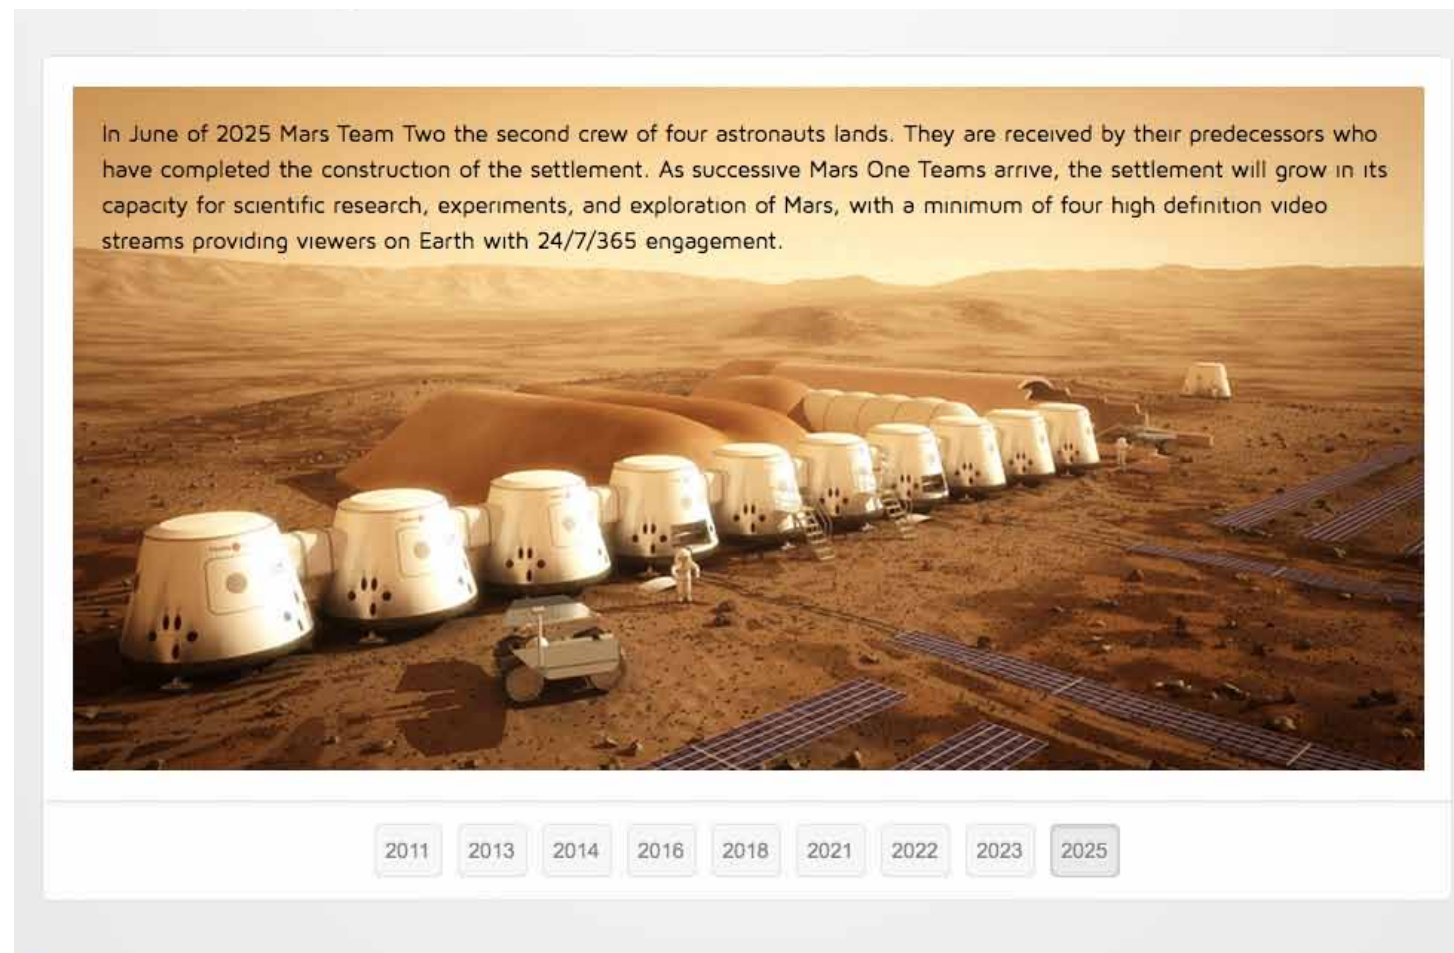 In June of 2025 Mars Team Two the second crew of four astronauts lands. They are received by their predecessors who
have completed the construction of the settlement. As successive Mars One Teams arrive, the settlement will grow in its
capacity for scientific research, experiments, and exploration of Mars, with a minimum of four high definition video
streams providing viewers on Earth with 24/7/365 engagement.
2011 2013 2014 2016 2018 2021 2022 2023 2025